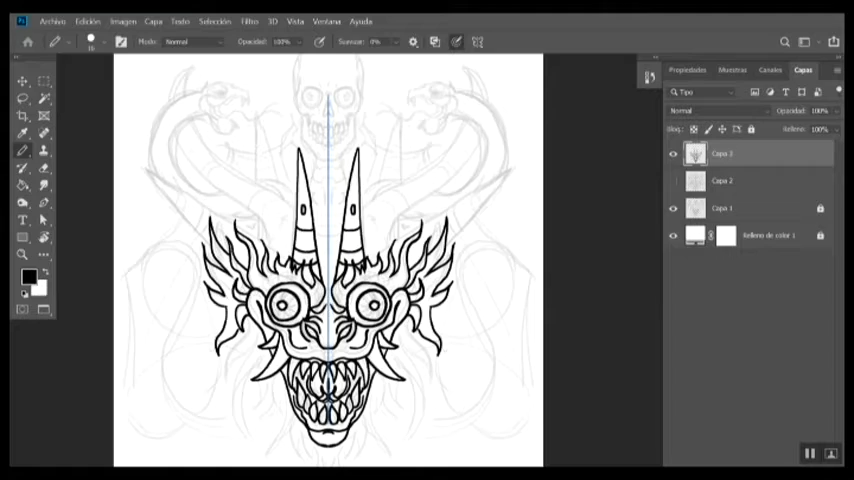 Ps Archivo Edición Imagen Capa Texto Selección Filtro 3D Vista Ventana Ayuda
16 Modo: Normal Opacidad: 100% Suavizar: 0%
Propiedades Muestras Canales Capas
Tipo
Normal Opacidad: 100%
Bloq.: Relleno: 100%
Capa 3
Capa 2
Capa 1
Relleno de color 1